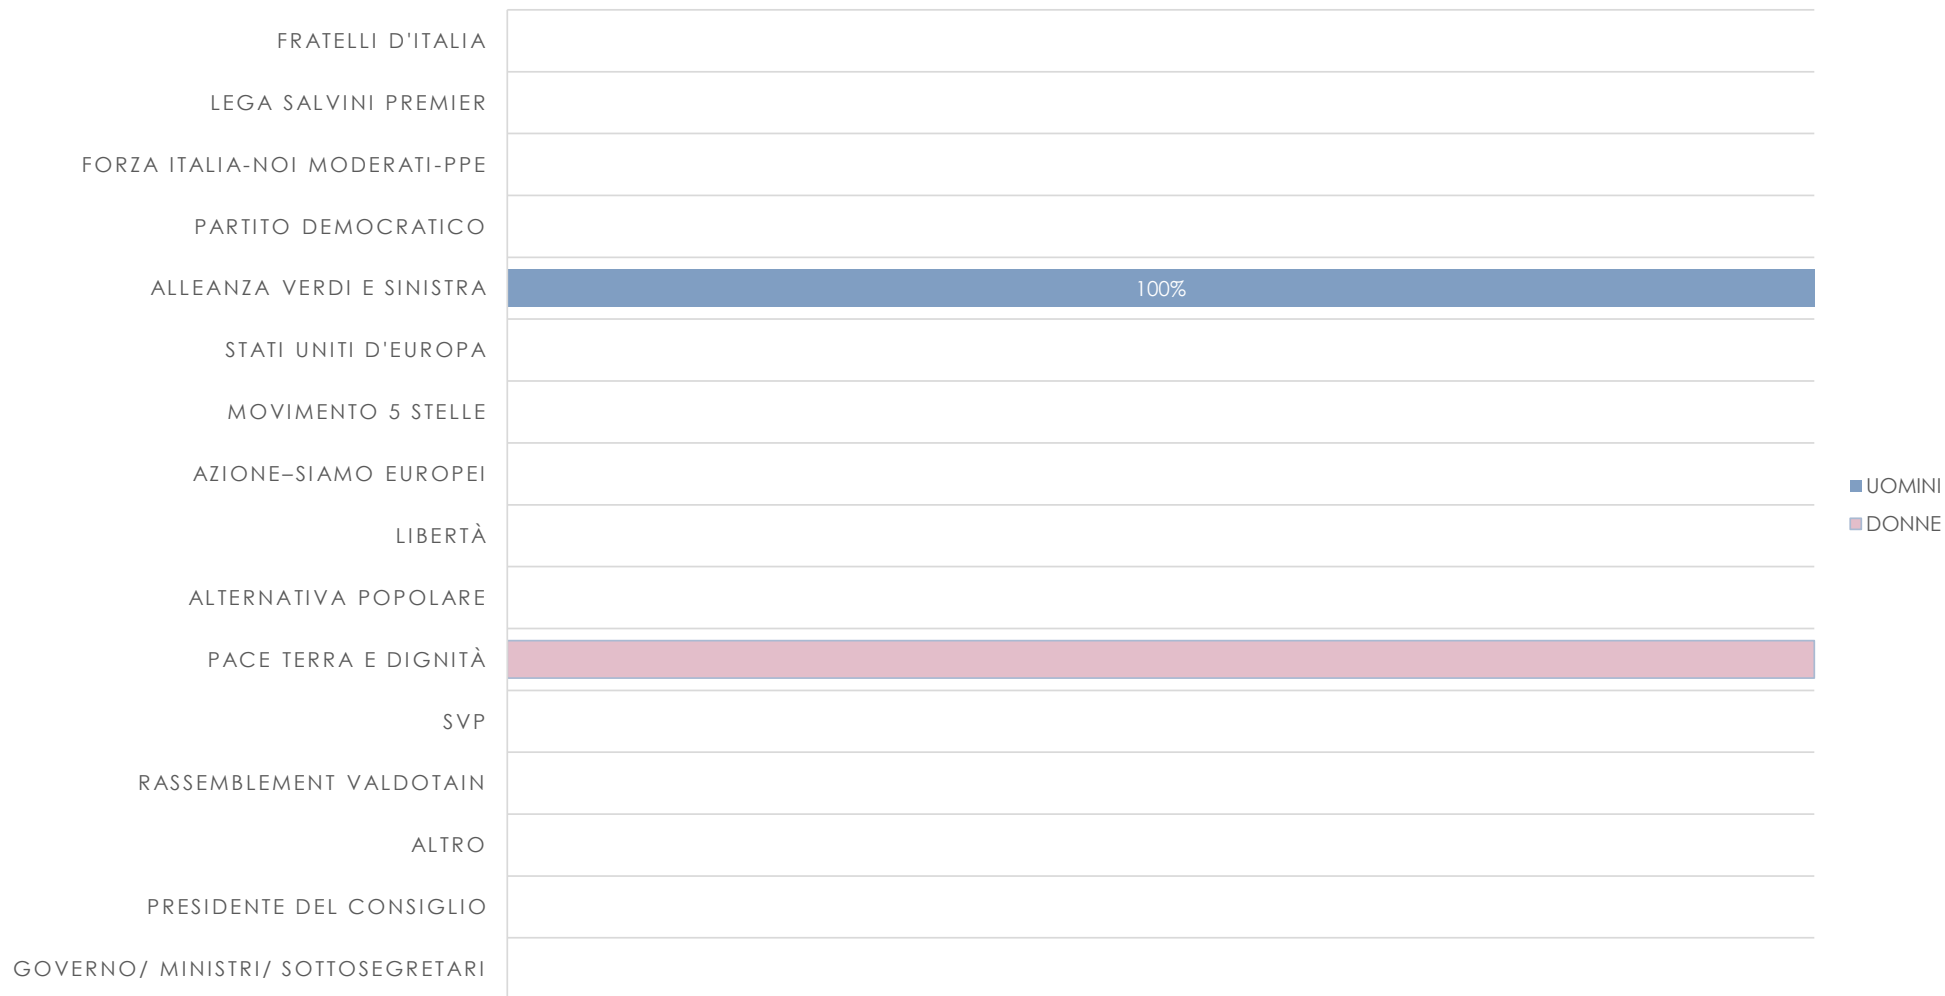 FRATELLI D'ITALIA
LEGA SALVINI PREMIER
FORZA ITALIA-NOI MODERATI-PPE
PARTITO DEMOCRATICO
ALLEANZA VERDI E SINISTRA
100%
STATI UNITI D'EUROPA
MOVIMENTO 5 STELLE
AZIONE–SIAMO EUROPEI
LIBERTÀ
ALTERNATIVA POPOLARE
PACE TERRA E DIGNITÀ
SVP
RASSEMBLEMENT VALDOTAIN
ALTRO
PRESIDENTE DEL CONSIGLIO
GOVERNO/ MINISTRI/ SOTTOSEGRETARI
UOMINI
DONNE